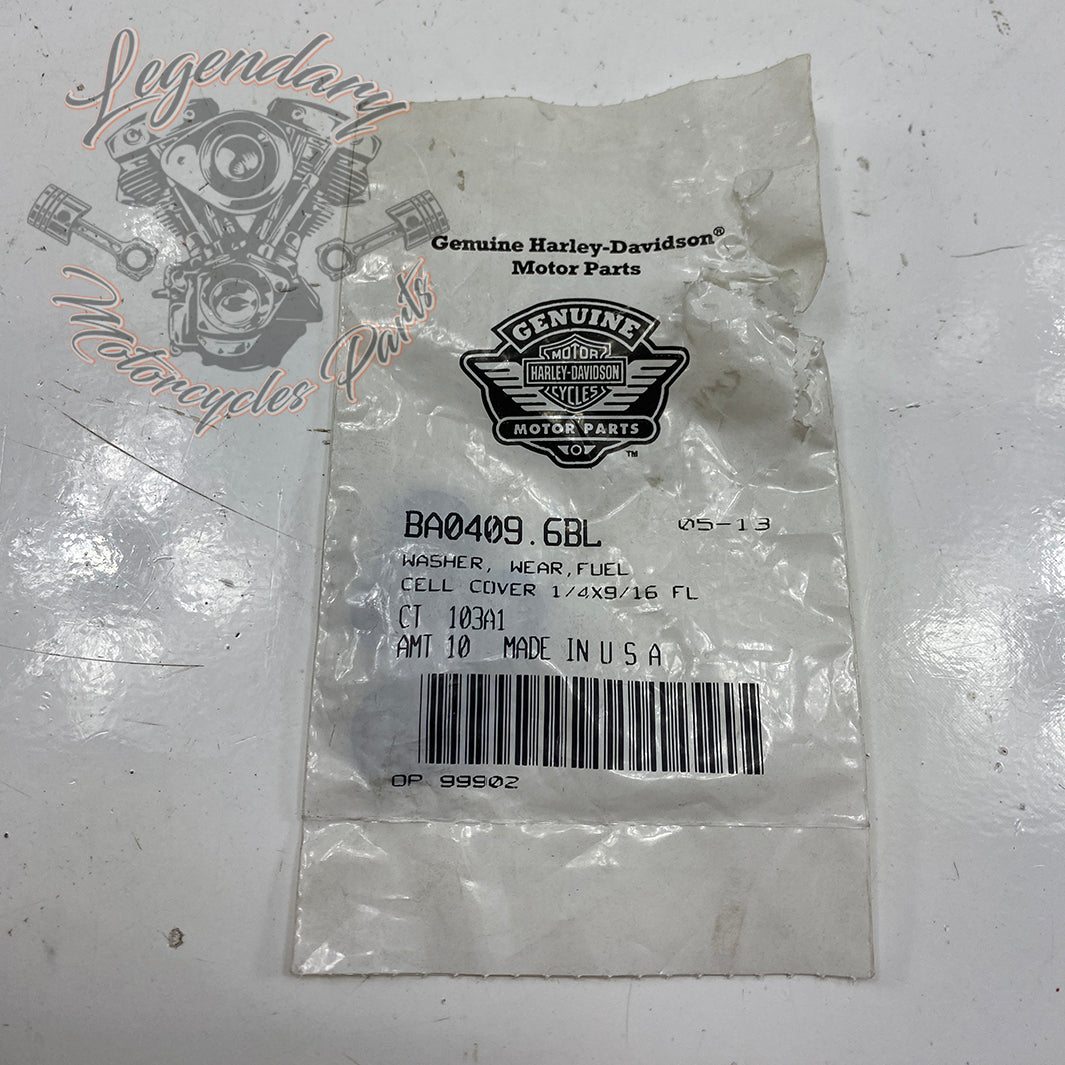 Legendary
Motorcycles Parts
Genuine Harley-Davidson®
Motor Parts
GENUINE
MOTOR
HARLEY-DAVIDSON
CYCLES
MOTOR PARTS
TM
BA0409.6BL 05-13
WASHER, WEAR,FUEL
CELL COVER 1/4X9/16 FL
CT 103A1
AMT 10 MADE IN U S A
OP 99902